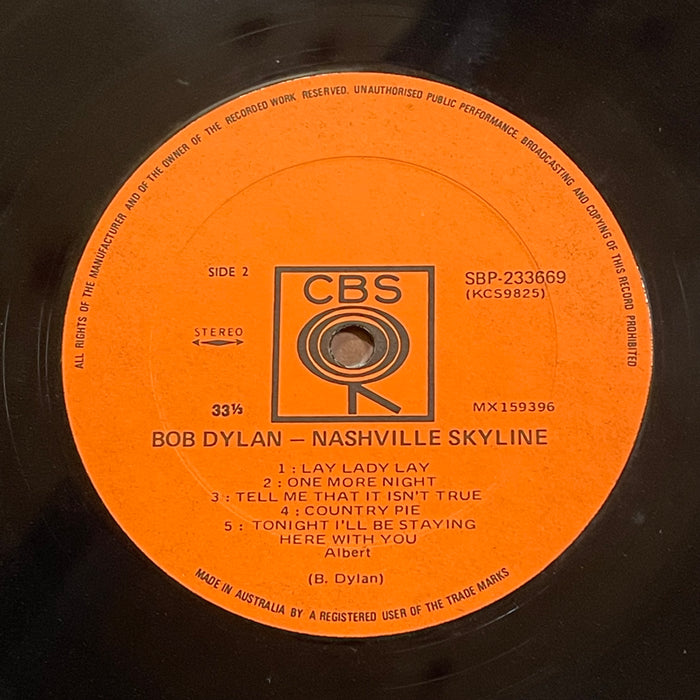 ALL RIGHTS OF THE MANUFACTURER AND OF THE OWNER OF THE RECORDED WORK RESERVED. UNAUTHORISED PUBLIC PERFORMANCE, BROADCASTING AND COPYING OF THIS RECORD PROHIBITED
SIDE 2
CBS
SBP-233669
(KCS9825)
STEREO
33⅓
MX159396
BOB DYLAN — NASHVILLE SKYLINE
1 : LAY LADY LAY
2 : ONE MORE NIGHT
3 : TELL ME THAT IT ISN'T TRUE
4 : COUNTRY PIE
5 : TONIGHT I'LL BE STAYING
HERE WITH YOU
Albert
(B. Dylan)
MADE IN AUSTRALIA BY A REGISTERED USER OF THE TRADE MARKS